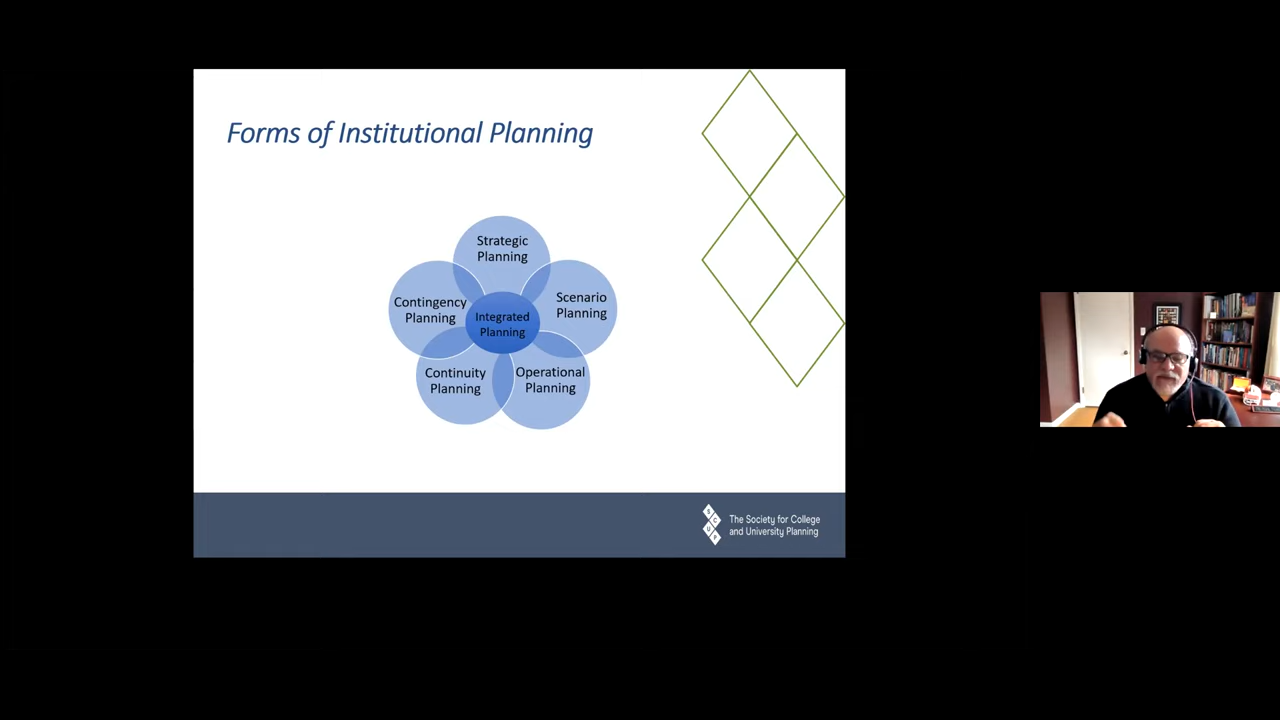 Forms of Institutional Planning
Strategic
Planning
Contingency
Planning
Scenario
Planning
Integrated
Planning
Continuity
Planning
Operational
Planning
S
C
U
P
The Society for College
and University Planning